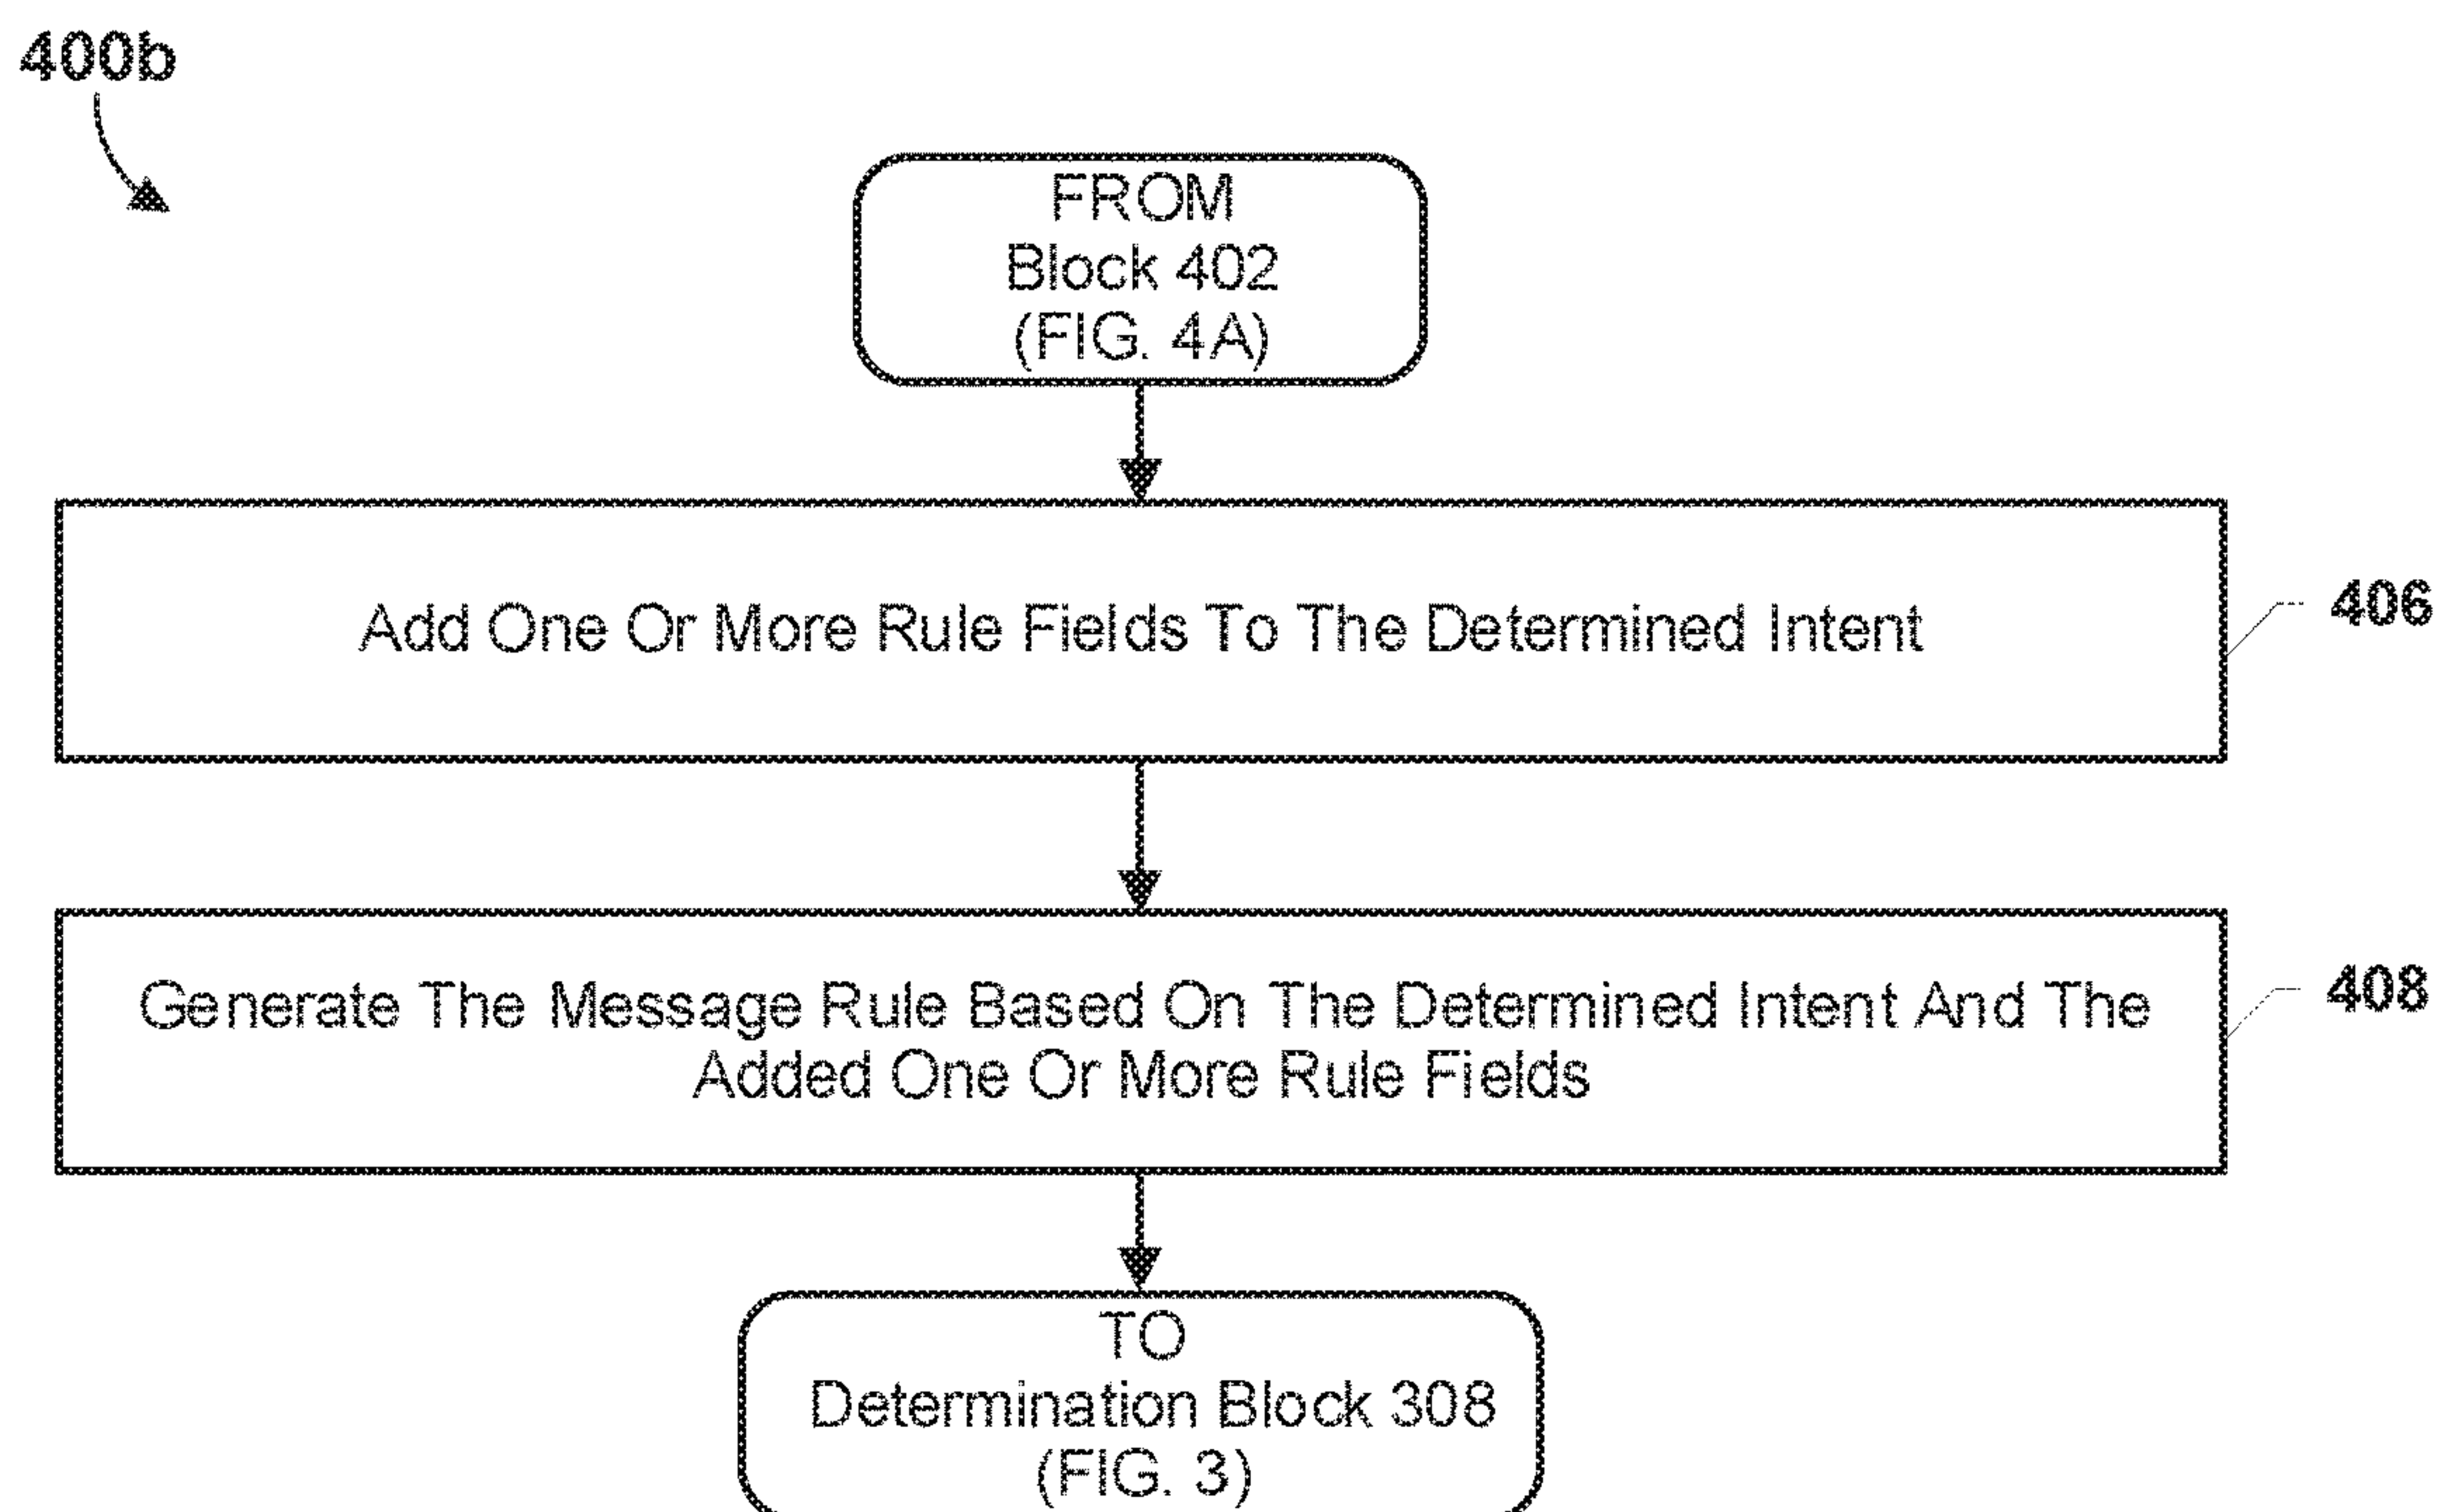 400b
FROM
Block 402
(FIG. 4A)
Add One Or More Rule Fields To The Determined Intent
406
Generate The Message Rule Based On The Determined Intent And The
Added One Or More Rule Fields
408
TO
Determination Block 308
(FIG. 3)